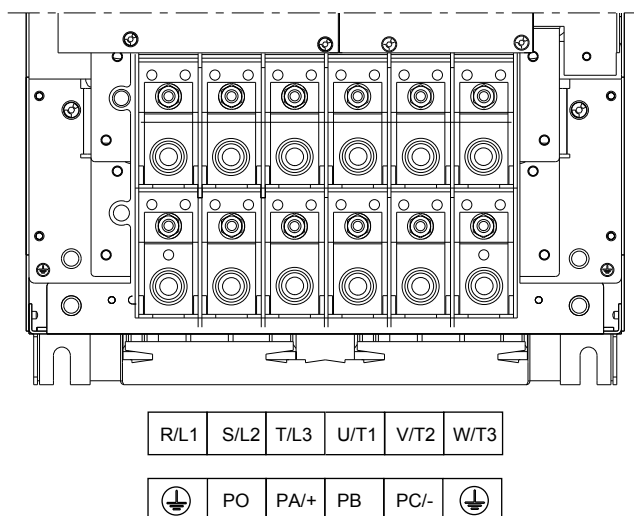 R/L1 S/L2 T/L3 U/T1 V/T2 W/T3
PO PA/+ PB PC/-